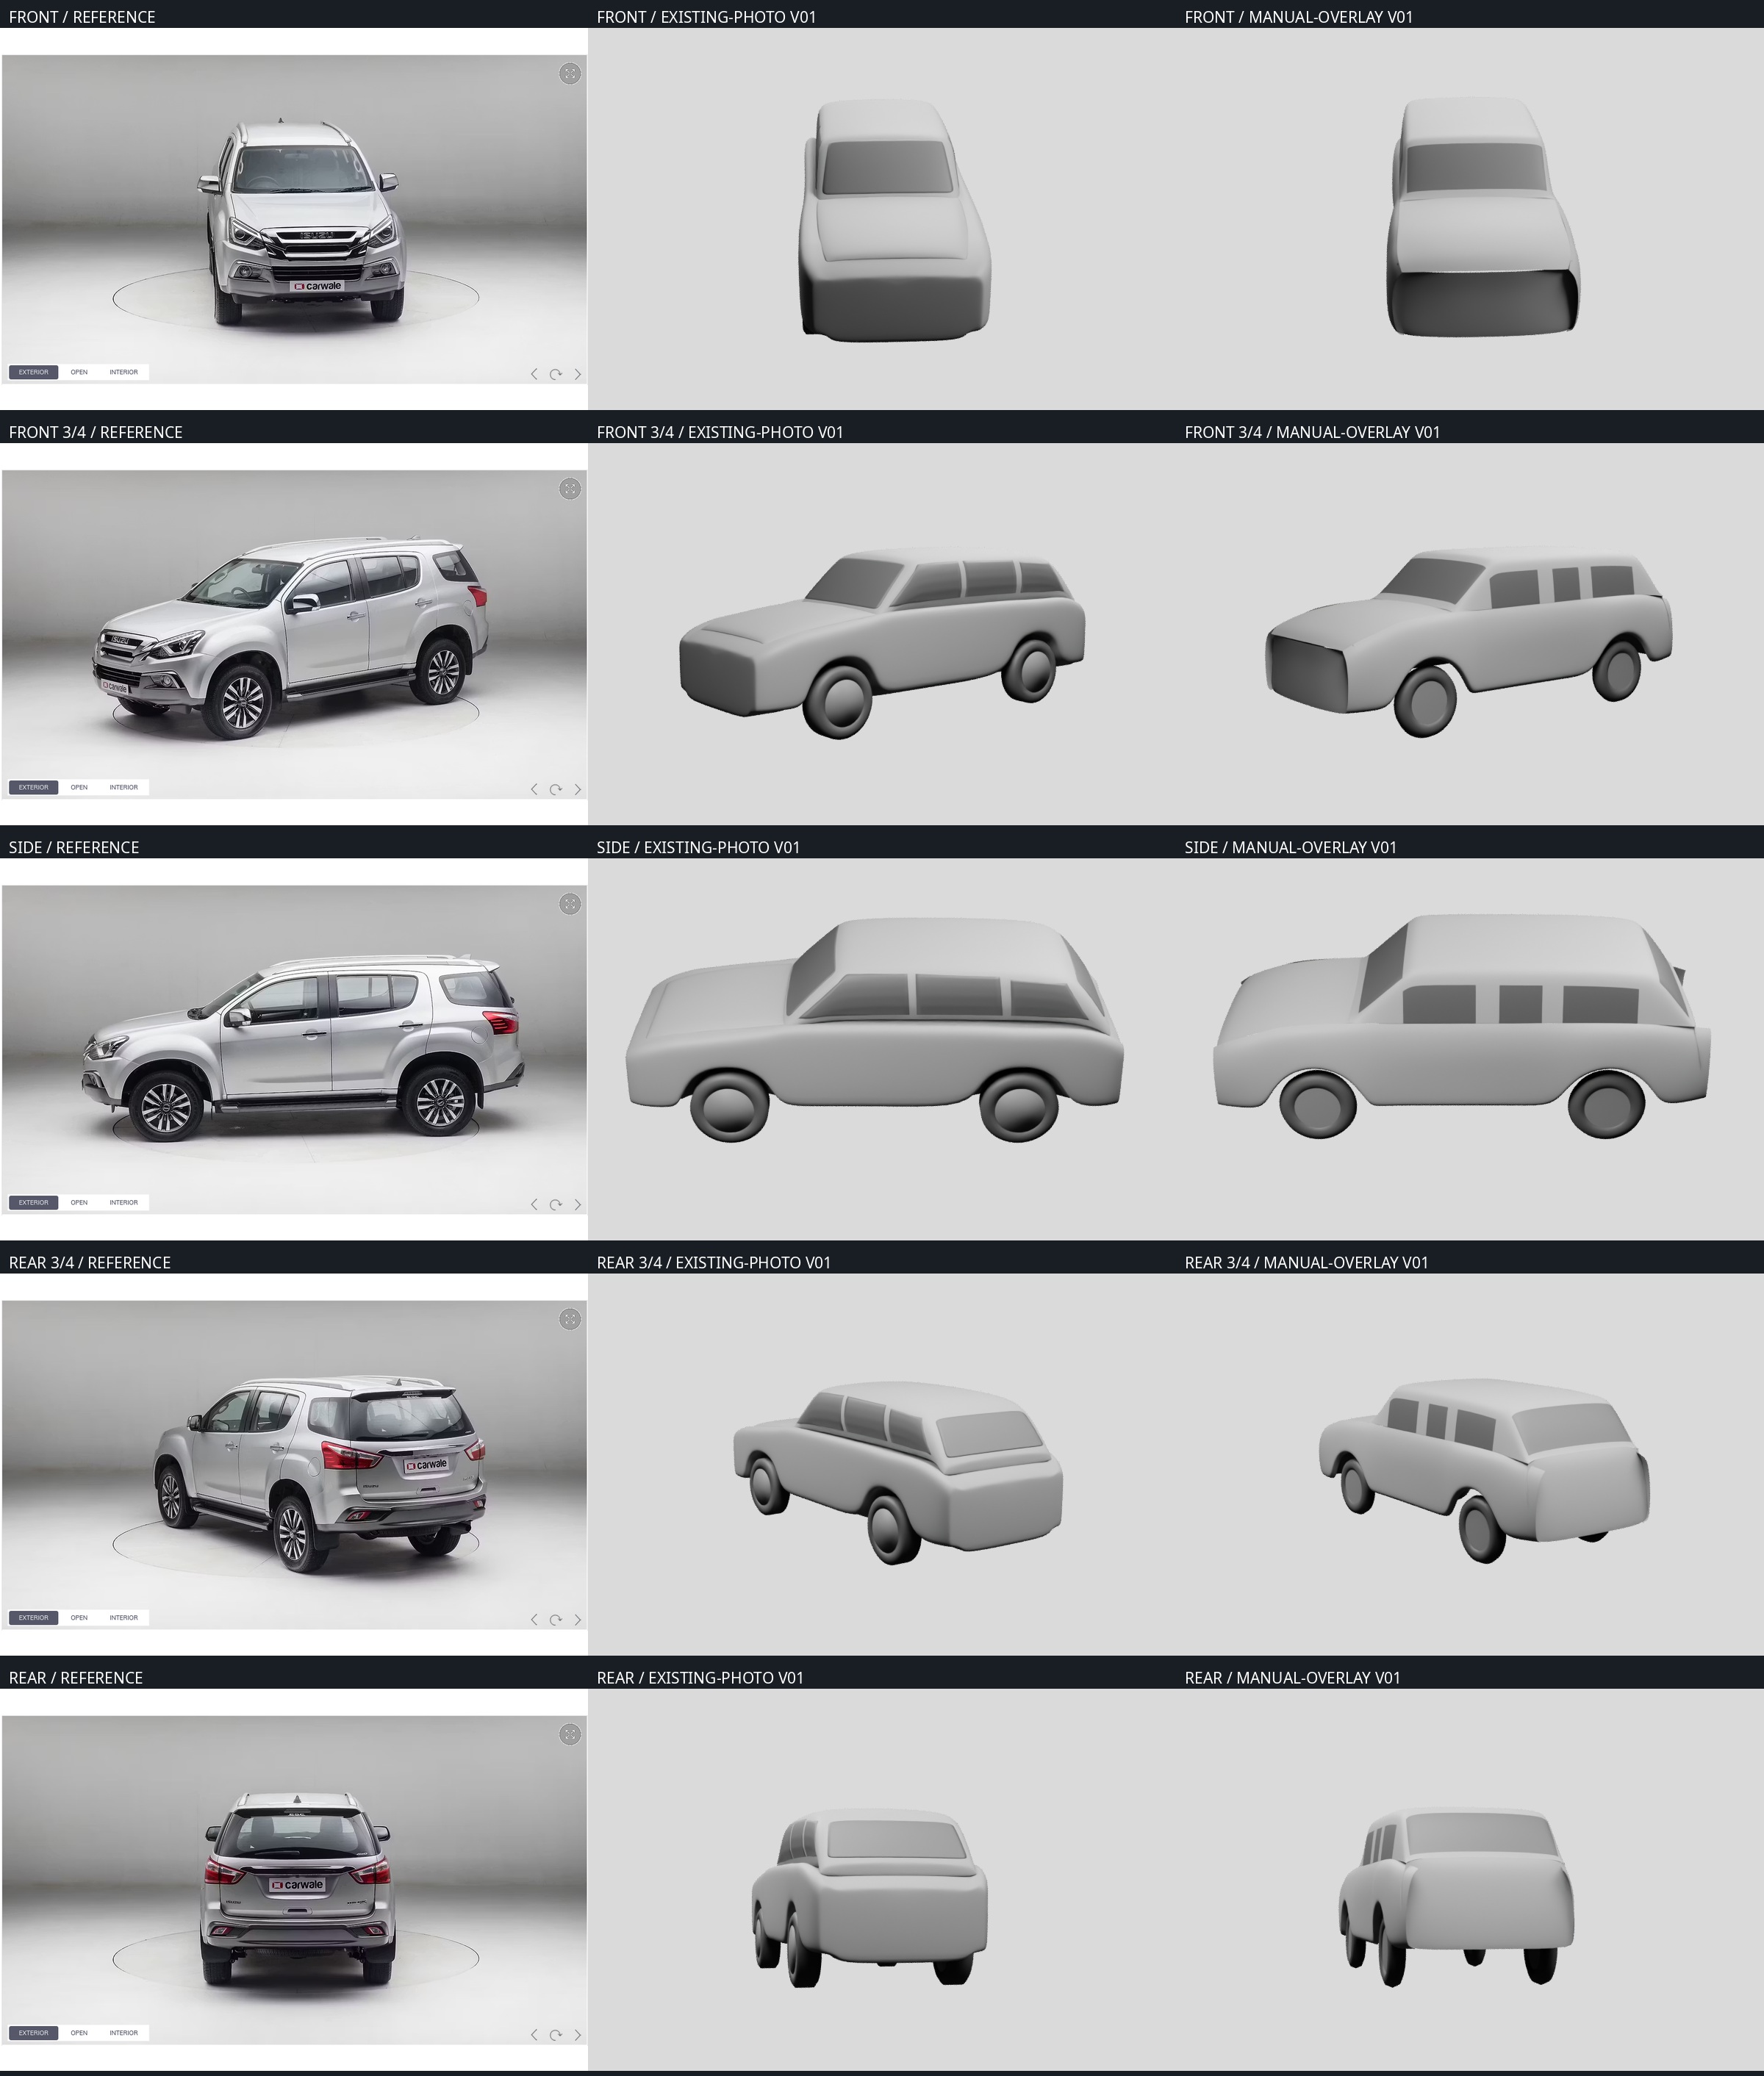 FRONT / REFERENCE
FRONT / EXISTING-PHOTO V01
FRONT / MANUAL-OVERLAY V01
ISUZU
carwale
EXTERIOR
OPEN
INTERIOR
FRONT 3/4 / REFERENCE
FRONT 3/4 / EXISTING-PHOTO V01
FRONT 3/4 / MANUAL-OVERLAY V01
ISUZU
carwale
EXTERIOR
OPEN
INTERIOR
SIDE / REFERENCE
SIDE / EXISTING-PHOTO V01
SIDE / MANUAL-OVERLAY V01
EXTERIOR
OPEN
INTERIOR
REAR 3/4 / REFERENCE
REAR 3/4 / EXISTING-PHOTO V01
REAR 3/4 / MANUAL-OVERLAY V01
carwale
EXTERIOR
OPEN
INTERIOR
REAR / REFERENCE
REAR / EXISTING-PHOTO V01
REAR / MANUAL-OVERLAY V01
carwale
EXTERIOR
OPEN
INTERIOR